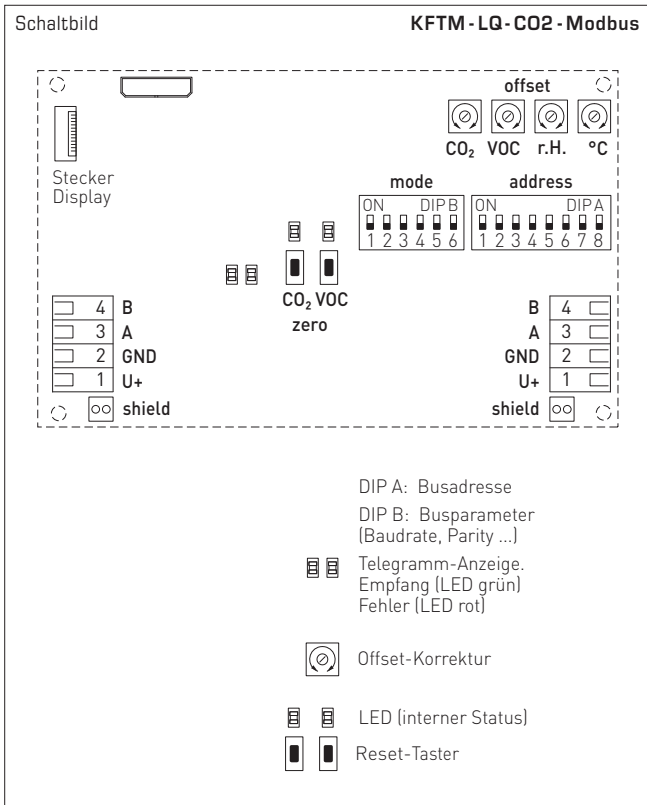 Schaltbild KFTM - LQ - CO2 - Modbus
offset
CO₂ VOC r.H. °C
Stecker
Display
mode address
ON DIP B ON DIP A
1 2 3 4 5 6 1 2 3 4 5 6 7 8
CO₂ VOC
zero
4 B B 4
3 A A 3
2 GND GND 2
1 U+ U+ 1
shield shield
DIP A: Busadresse
DIP B: Busparameter
(Baudrate, Parity ...)
Telegramm-Anzeige.
Empfang (LED grün)
Fehler (LED rot)
Offset-Korrektur
LED (interner Status)
Reset-Taster